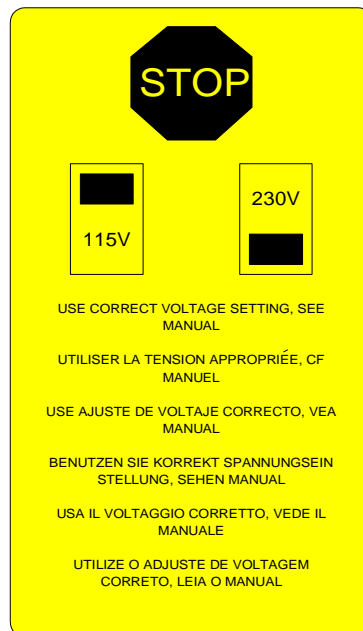 STOP
115V
230V
USE CORRECT VOLTAGE SETTING, SEE
MANUAL
UTILISER LA TENSION APPROPRIÉE, CF
MANUEL
USE AJUSTE DE VOLTAJE CORRECTO, VEA
MANUAL
BENUTZEN SIE KORREKT SPANNUNGSEIN
STELLUNG, SEHEN MANUAL
USA IL VOLTAGGIO CORRETTO, VEDE IL
MANUALE
UTILIZE O ADJUSTE DE VOLTAGEM
CORRETO, LEIA O MANUAL